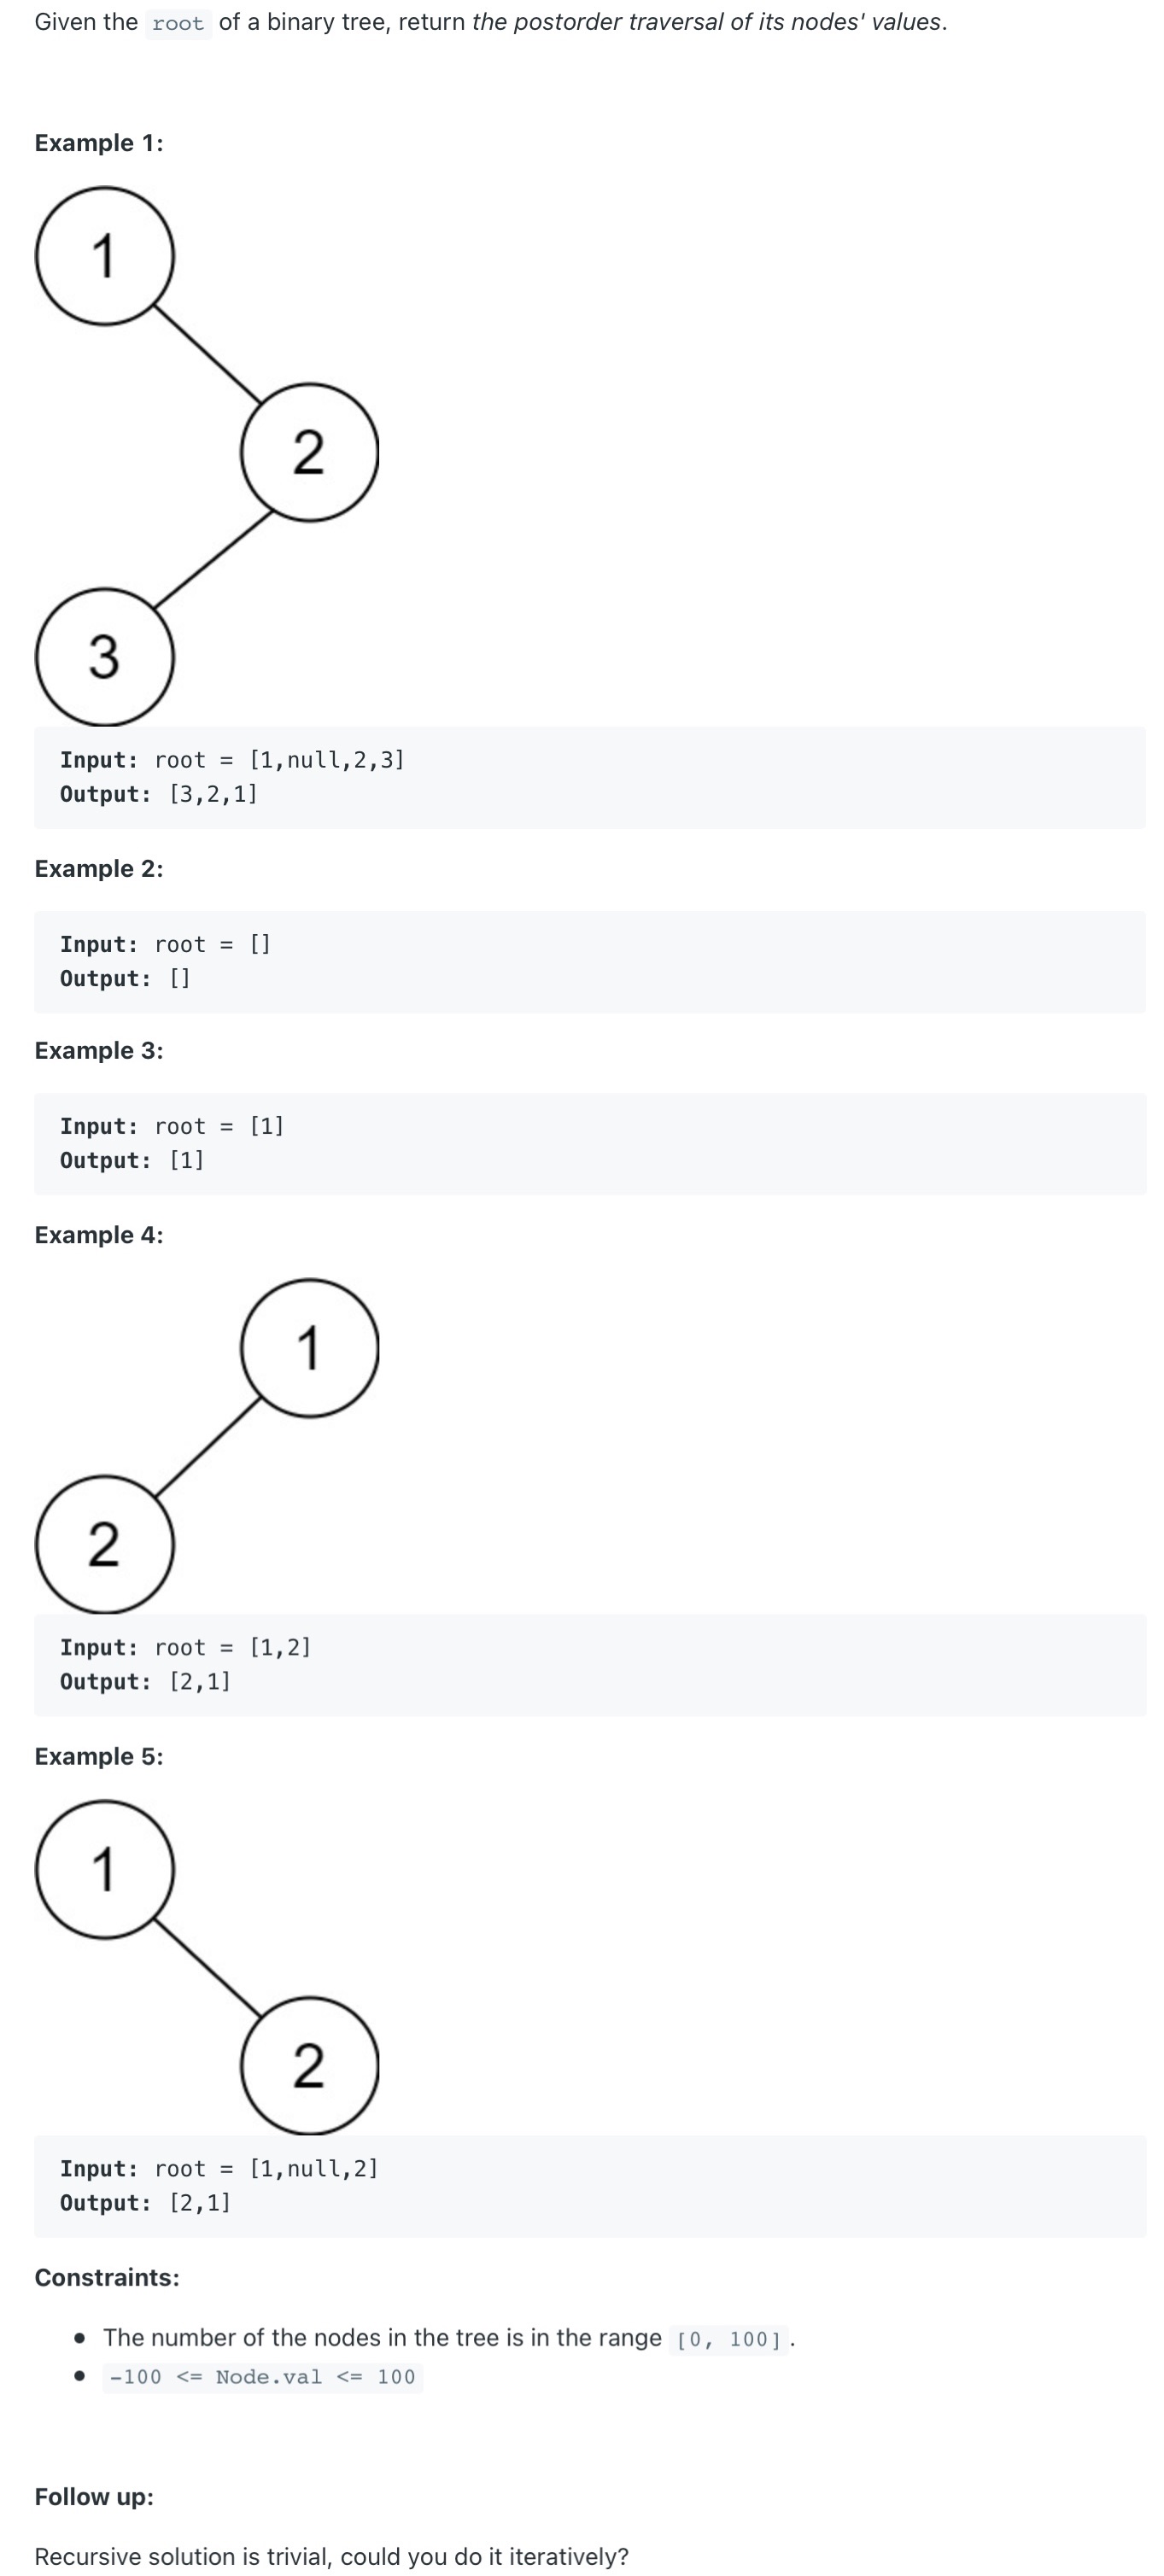 Given the root of a binary tree, return the postorder traversal of its nodes' values.
Example 1:
1
2
3
Input: root = [1,null,2,3]
Output: [3,2,1]
Example 2:
Input: root = []
Output: []
Example 3:
Input: root = [1]
Output: [1]
Example 4:
1
2
Input: root = [1,2]
Output: [2,1]
Example 5:
1
2
Input: root = [1,null,2]
Output: [2,1]
Constraints:
• The number of the nodes in the tree is in the range [0, 100].
• -100 <= Node.val <= 100
Follow up:
Recursive solution is trivial, could you do it iteratively?